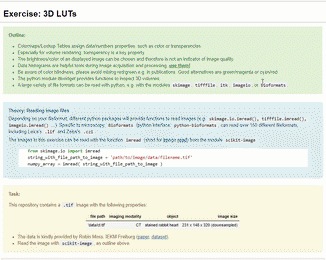 Exercise: 3D LUTs
Outline:
Colormaps/Lookup Tables assign data/numbers properties, such as color or transparencies
Especially for volume rendering, transparency is a key property.
The brightness/color of an displayed image can be chosen and therefore is not an indicator of image quality.
Data histograms are helpful tools during image acquisition and processing, use them!
Be aware of color blindness, please avoid mixing red/green e.g. in publications. Good alternatives are green/magenta or
The python module provides functions to inspect 3D volumes.
A large variety of file formats can be read with python, e.g. with the modules skimage, tifffile, itk, imageio, or Bioformats
Theory: Reading image files
Depending on your fileformat, different python packages will provide functions to read images (e.g. skimage.io.imread(), tifffile.imread(),
imageio.imread() ...). Specific to microscopy, Bioformats (python interface: python-bioformats) can read over 150 different fileformats,
including Leica's .lif and Zeiss's .czi
The images in this exercise can be read with the function imread (short for image read) from the module scikit-image
from skimage.io import imread
string_with_file_path_to_image = 'path/to/image/data/filename.tif'
numpy_array = imread( string_with_file_path_to_image )
Task:
This repository contains a .tif image with the following properties:
file path imaging modality object image size
data/ct.tif CT stained rabbit heart 231 x 148 x 320 (downsampled)
The data is kindly provided by Robin Moss, IEKM Freiburg (paper, dataset).
Read the image with scikit-image, as outline above